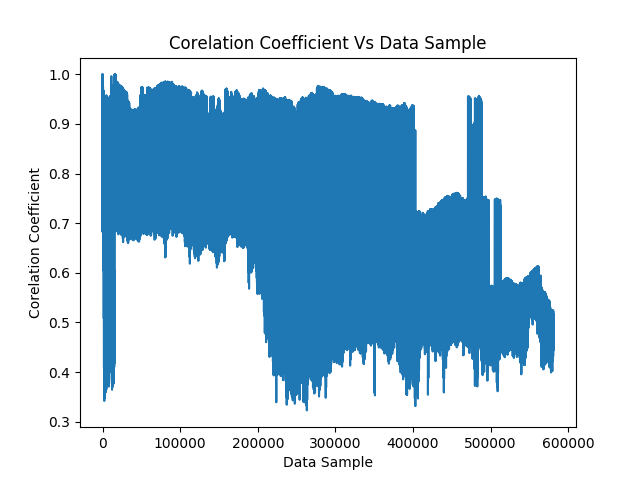 Corelation Coefficient Vs Data Sample
1.0
0.9
0.8
0.7
0.6
0.5
0.4
0.3
Corelation Coefficient
0 100000 200000 300000 400000 500000 600000
Data Sample